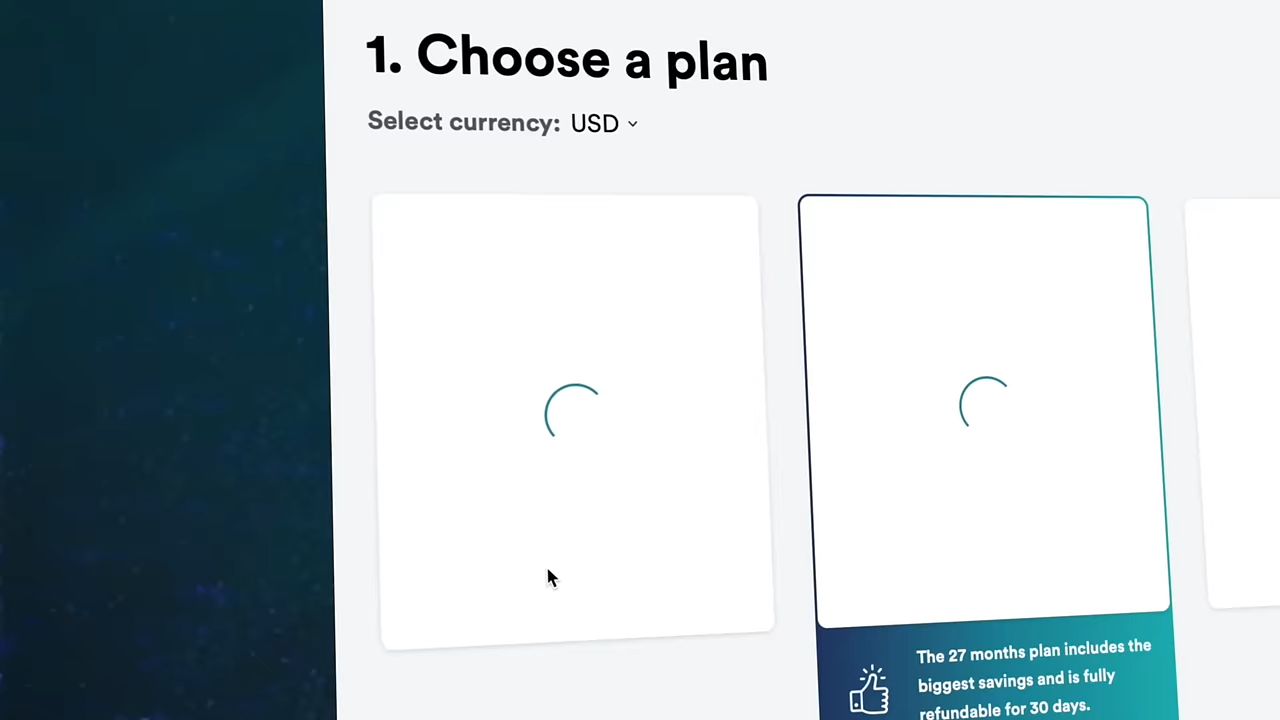 1. Choose a plan
Select currency: USD
The 27 months plan includes the
biggest savings and is fully
refundable for 30 days.